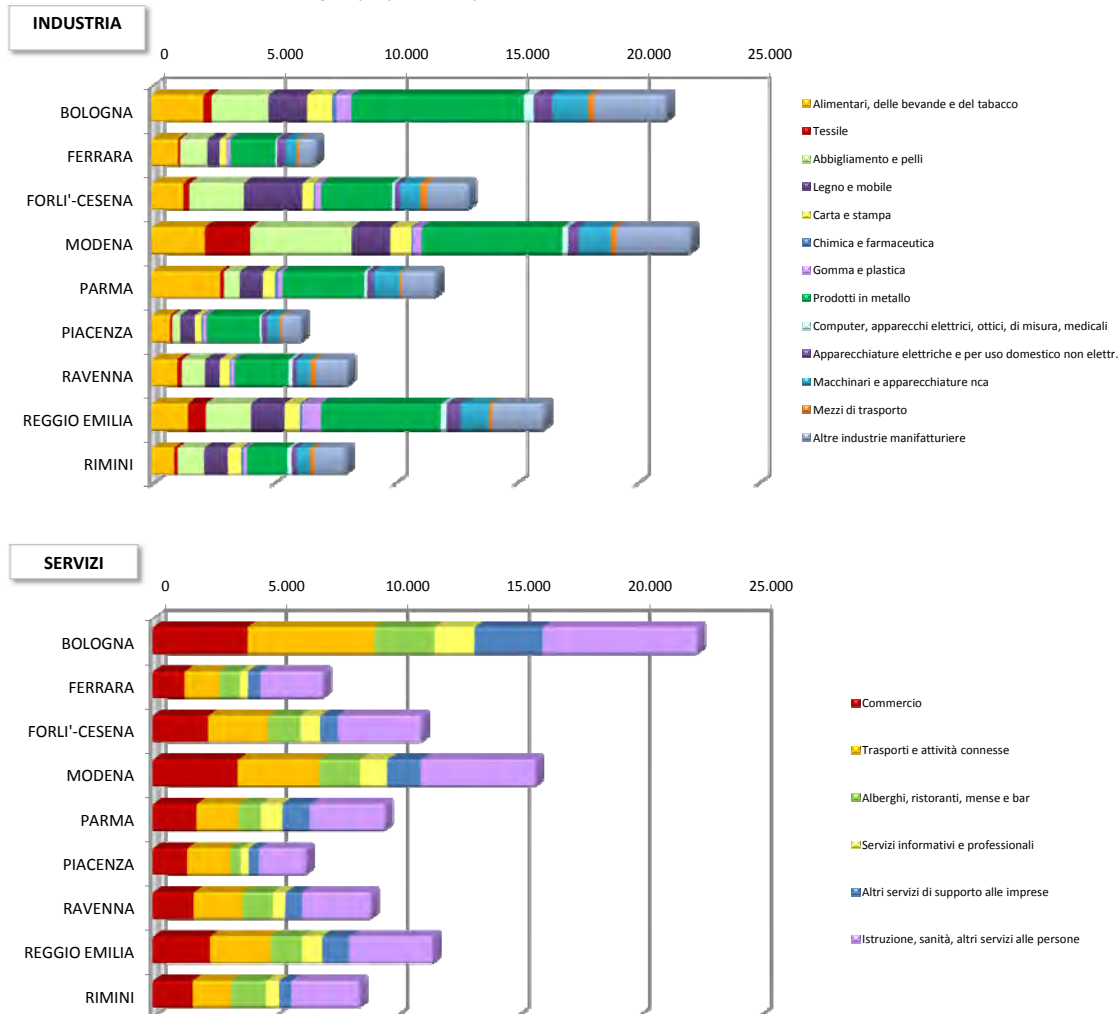 INDUSTRIA
0 5.000 10.000 15.000 20.000 25.000
BOLOGNA
FERRARA
FORLI'-CESENA
MODENA
PARMA
PIACENZA
RAVENNA
REGGIO EMILIA
RIMINI
Alimentari, delle bevande e del tabacco
Tessile
Abbigliamento e pelli
Legno e mobile
Carta e stampa
Chimica e farmaceutica
Gomma e plastica
Prodotti in metallo
Computer, apparecchi elettrici, ottici, di misura, medicali
Apparecchiature elettriche e per uso domestico non elettr.
Macchinari e apparecchiature nca
Mezzi di trasporto
Altre industrie manifatturiere
SERVIZI
0 5.000 10.000 15.000 20.000 25.000
BOLOGNA
FERRARA
FORLI'-CESENA
MODENA
PARMA
PIACENZA
RAVENNA
REGGIO EMILIA
RIMINI
Commercio
Trasporti e attività connesse
Alberghi, ristoranti, mense e bar
Servizi informativi e professionali
Altri servizi di supporto alle imprese
Istruzione, sanità, altri servizi alle persone